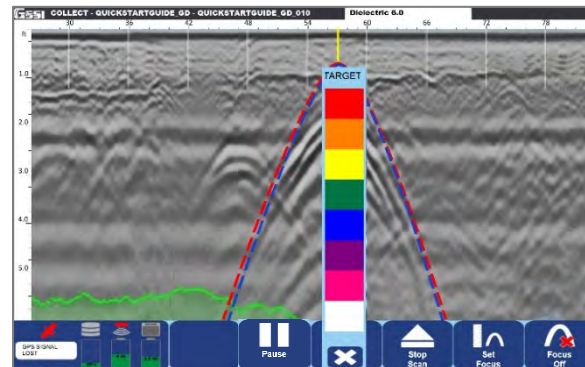 GSSI COLLECT - QUICKSTARTGUIDE_GD - QUICKSTARTGUIDE_GD_010 Dielectric 6.0
ft 30 36 42 48 54 60 66 72 78
1.0
2.0
3.0
4.0
5.0
TARGET
GPS SIGNAL
LOST
Pause
Stop
Scan
Set
Focus
Focus
Off